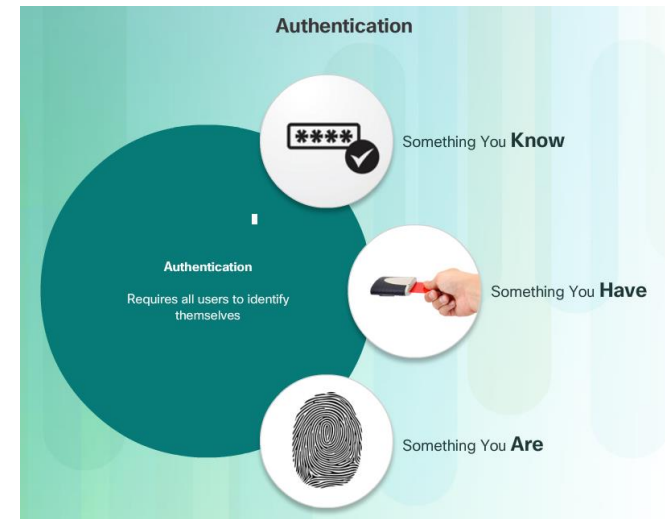 Authentication
****
Something You Know
Authentication
Requires all users to identify
themselves
Something You Have
Something You Are